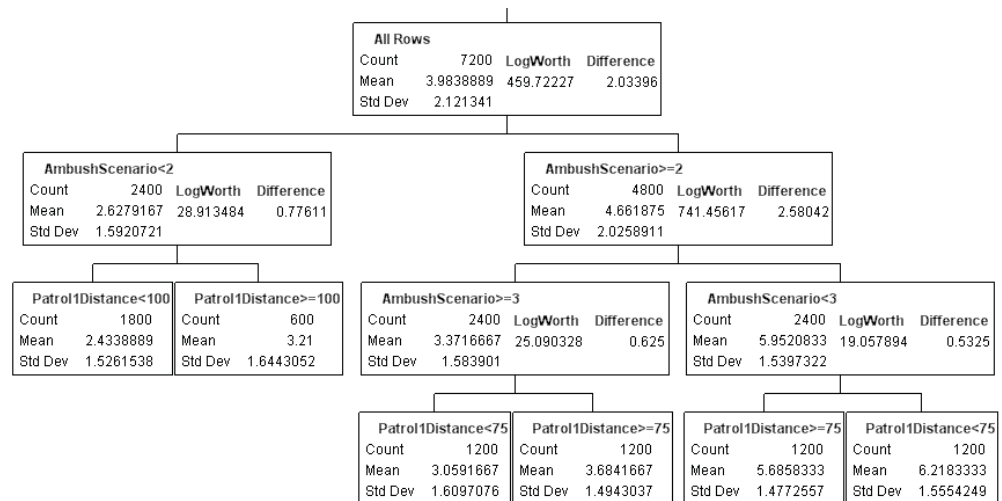 All Rows
Count 7200 LogWorth Difference
Mean 3.9838889 459.72227 2.03396
Std Dev 2.121341
AmbushScenario<2
Count 2400 LogWorth Difference
Mean 2.6279167 28.913484 0.77611
Std Dev 1.5920721
AmbushScenario>=2
Count 4800 LogWorth Difference
Mean 4.661875 741.45617 2.58042
Std Dev 2.0258911
Patrol1Distance<100
Count 1800
Mean 2.4338889
Std Dev 1.5261538
Patrol1Distance>=100
Count 600
Mean 3.21
Std Dev 1.6443052
AmbushScenario>=3
Count 2400 LogWorth Difference
Mean 3.3716667 25.090328 0.625
Std Dev 1.583901
AmbushScenario<3
Count 2400 LogWorth Difference
Mean 5.9520833 19.057894 0.5325
Std Dev 1.5397322
Patrol1Distance<75
Count 1200
Mean 3.0591667
Std Dev 1.6097076
Patrol1Distance>=75
Count 1200
Mean 3.6841667
Std Dev 1.4943037
Patrol1Distance>=75
Count 1200
Mean 5.6858333
Std Dev 1.4772557
Patrol1Distance<75
Count 1200
Mean 6.2183333
Std Dev 1.5554249